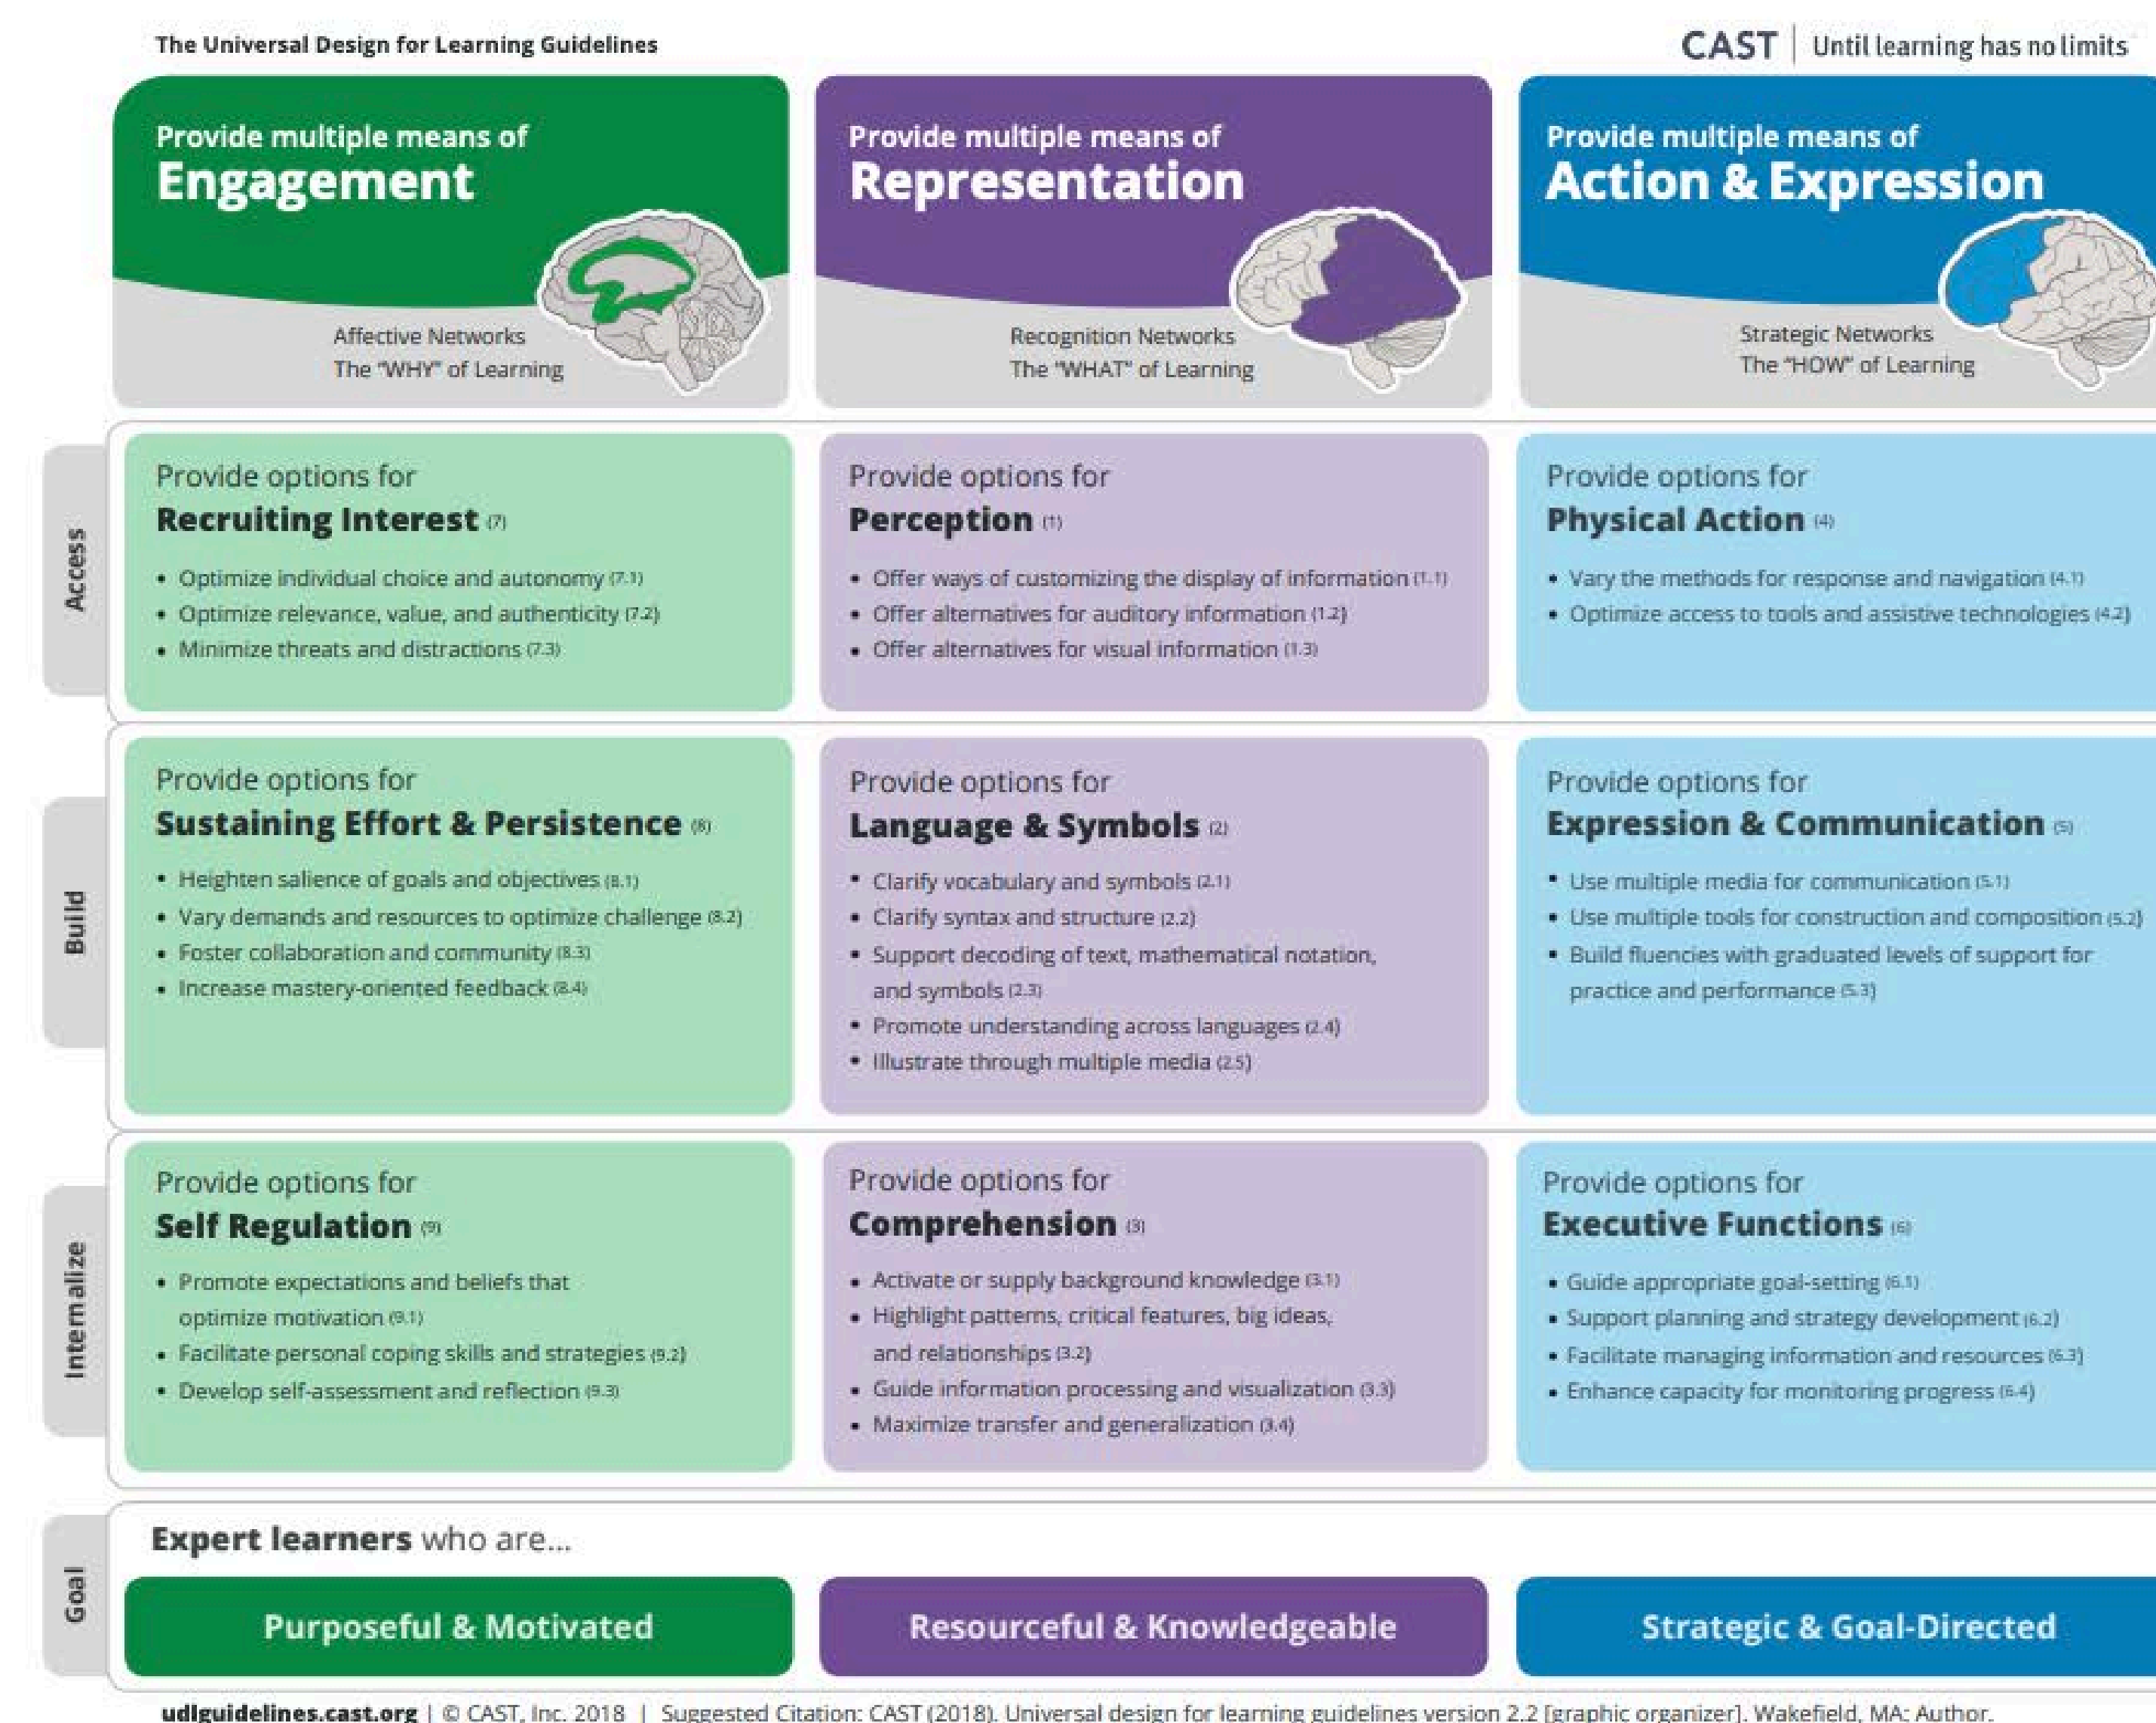 The Universal Design for Learning Guidelines
CAST | Until learning has no limits
Provide multiple means of
Engagement
Affective Networks
The "WHY" of Learning
Provide multiple means of
Representation
Recognition Networks
The "WHAT" of Learning
Provide multiple means of
Action & Expression
Strategic Networks
The "HOW" of Learning
Access
Provide options for
Recruiting Interest (7)
• Optimize individual choice and autonomy (7.1)
• Optimize relevance, value, and authenticity (7.2)
• Minimize threats and distractions (7.3)
Provide options for
Perception (1)
• Offer ways of customizing the display of information (1.1)
• Offer alternatives for auditory information (1.2)
• Offer alternatives for visual information (1.3)
Provide options for
Physical Action (4)
• Vary the methods for response and navigation (4.1)
• Optimize access to tools and assistive technologies (4.2)
Build
Provide options for
Sustaining Effort & Persistence (8)
• Heighten salience of goals and objectives (8.1)
• Vary demands and resources to optimize challenge (8.2)
• Foster collaboration and community (8.3)
• Increase mastery-oriented feedback (8.4)
Provide options for
Language & Symbols (2)
• Clarify vocabulary and symbols (2.1)
• Clarify syntax and structure (2.2)
• Support decoding of text, mathematical notation,
and symbols (2.3)
• Promote understanding across languages (2.4)
• Illustrate through multiple media (2.5)
Provide options for
Expression & Communication (5)
• Use multiple media for communication (5.1)
• Use multiple tools for construction and composition (5.2)
• Build fluencies with graduated levels of support for
practice and performance (5.3)
Internalize
Provide options for
Self Regulation (9)
• Promote expectations and beliefs that
optimize motivation (9.1)
• Facilitate personal coping skills and strategies (9.2)
• Develop self-assessment and reflection (9.3)
Provide options for
Comprehension (3)
• Activate or supply background knowledge (3.1)
• Highlight patterns, critical features, big ideas,
and relationships (3.2)
• Guide information processing and visualization (3.3)
• Maximize transfer and generalization (3.4)
Provide options for
Executive Functions (6)
• Guide appropriate goal-setting (6.1)
• Support planning and strategy development (6.2)
• Facilitate managing information and resources (6.3)
• Enhance capacity for monitoring progress (6.4)
Goal
Expert learners who are...
Purposeful & Motivated
Resourceful & Knowledgeable
Strategic & Goal-Directed
udlguidelines.cast.org | © CAST, Inc. 2018 | Suggested Citation: CAST (2018). Universal design for learning guidelines version 2.2 [graphic organizer]. Wakefield, MA: Author.